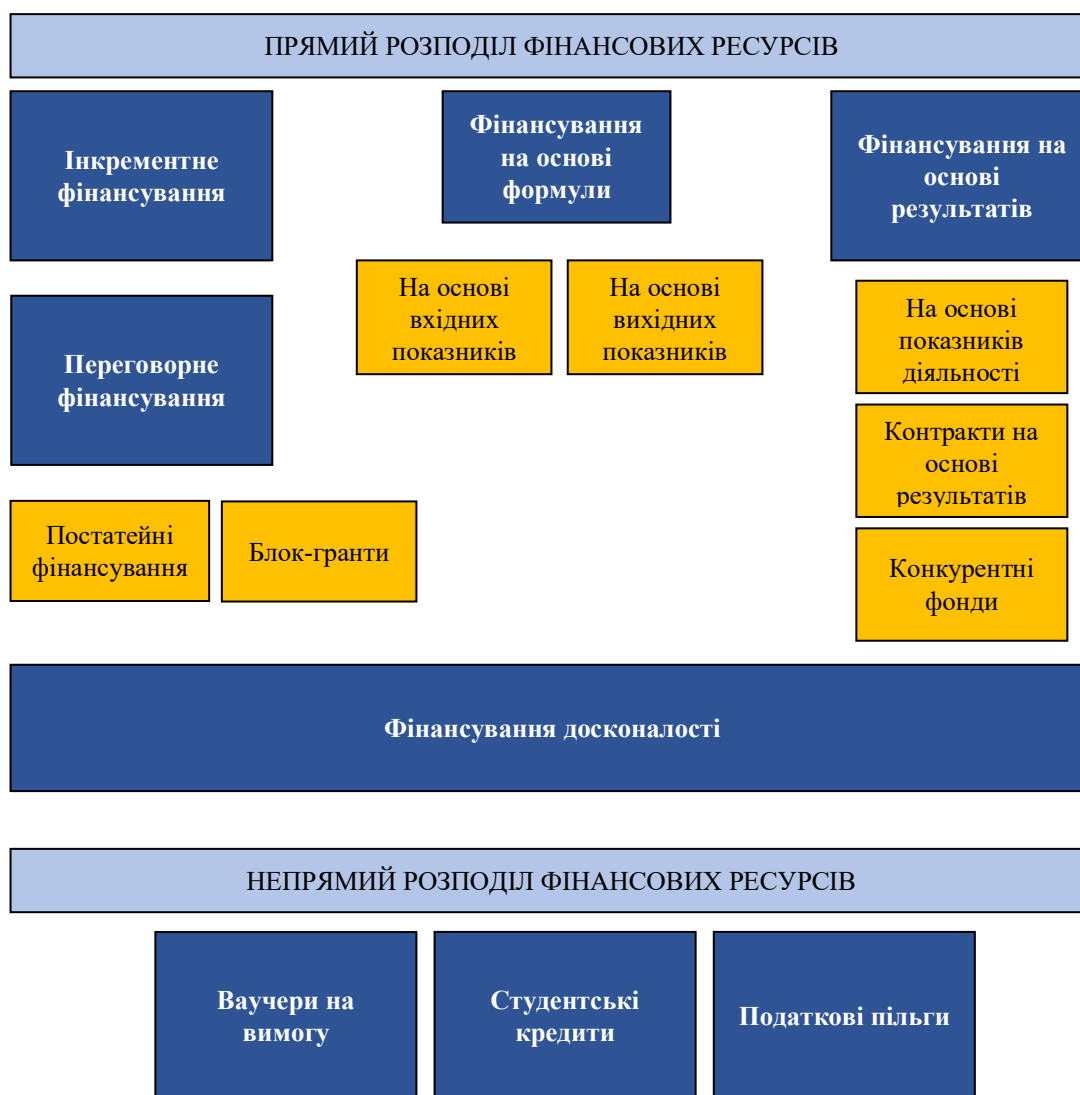 ПРЯМИЙ РОЗПОДІЛ ФІНАНСОВИХ РЕСУРСІВ
Інкрементне
фінансування
Фінансування
на основі
формули
Фінансування на
основі
результатів
На основі
вхідних
показників
На основі
вихідних
показників
Переговорне
фінансування
На основі
показників
діяльності
Контракти на
основі
результатів
Постатейні
фінансування
Блок-гранти
Конкурентні
фонди
Фінансування досконалості
НЕПРЯМИЙ РОЗПОДІЛ ФІНАНСОВИХ РЕСУРСІВ
Ваучери на
вимогу
Студентські
кредити
Податкові пільги